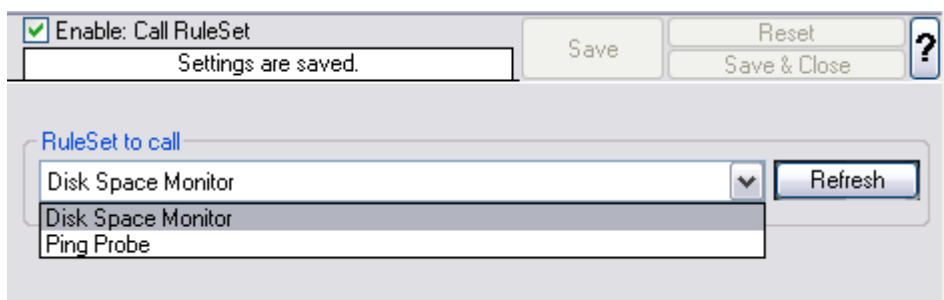 Enable: Call RuleSet
Settings are saved.
Save
Reset
Save & Close
?
RuleSet to call
Disk Space Monitor
Refresh
Disk Space Monitor
Ping Probe